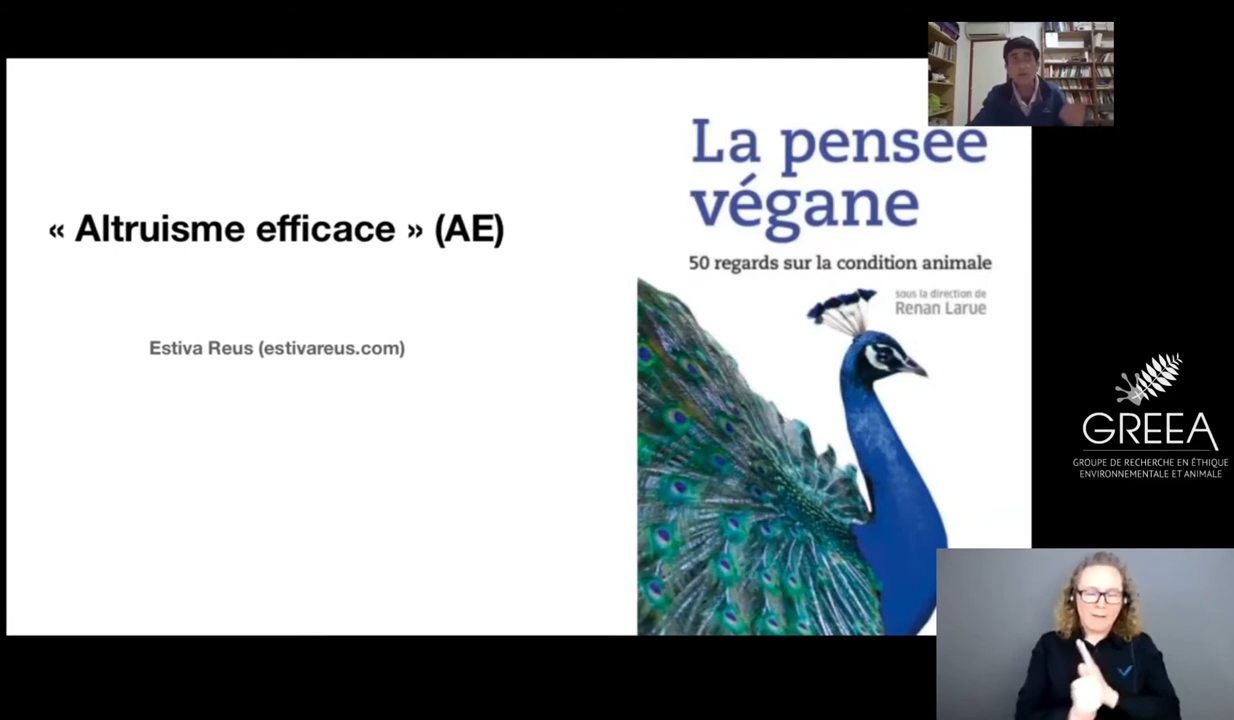 « Altruisme efficace » (AE)
Estiva Reus (estivareus.com)
La pensée
végane
50 regards sur la condition animale
sous la direction de
Renan Larue
GREEA
GROUPE DE RECHERCHE EN ÉTHIQUE
ENVIRONNEMENTALE ET ANIMALE